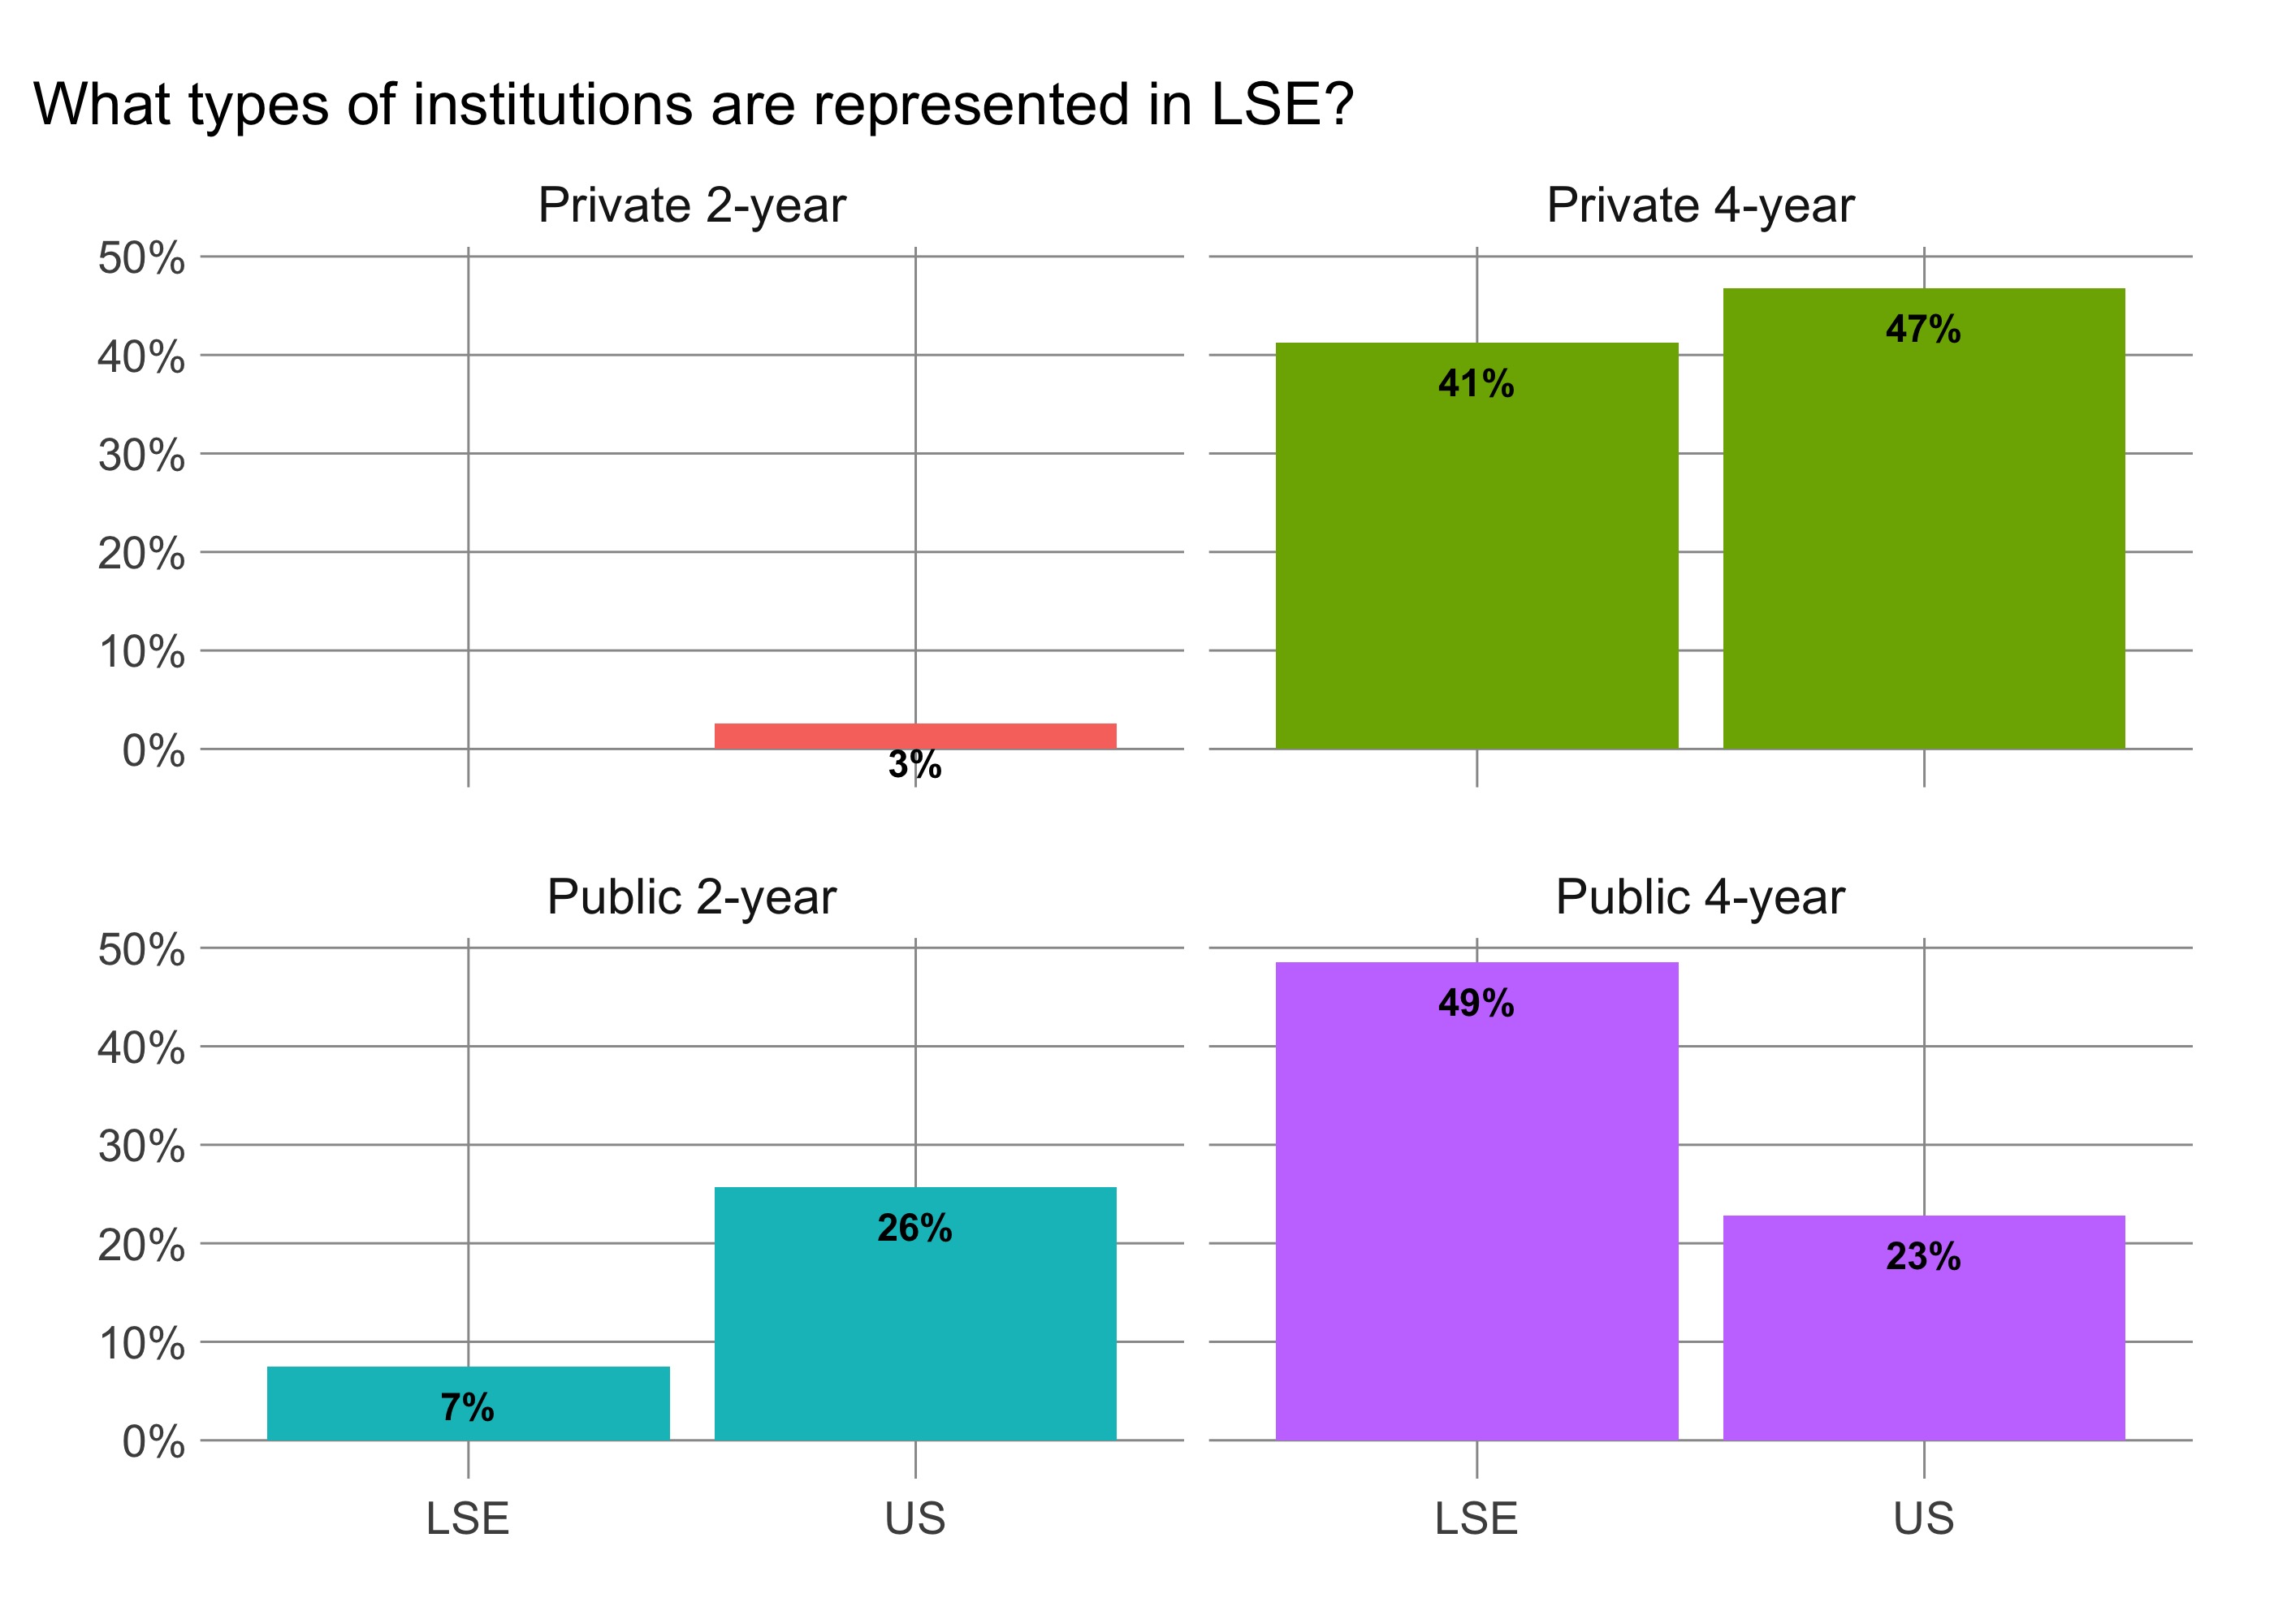 What types of institutions are represented in LSE?
Private 2-year
Private 4-year
50%
40%
30%
20%
10%
0%
3%
41%
47%
Public 2-year
Public 4-year
50%
40%
30%
20%
10%
0%
7%
26%
49%
23%
LSE
US
LSE
US